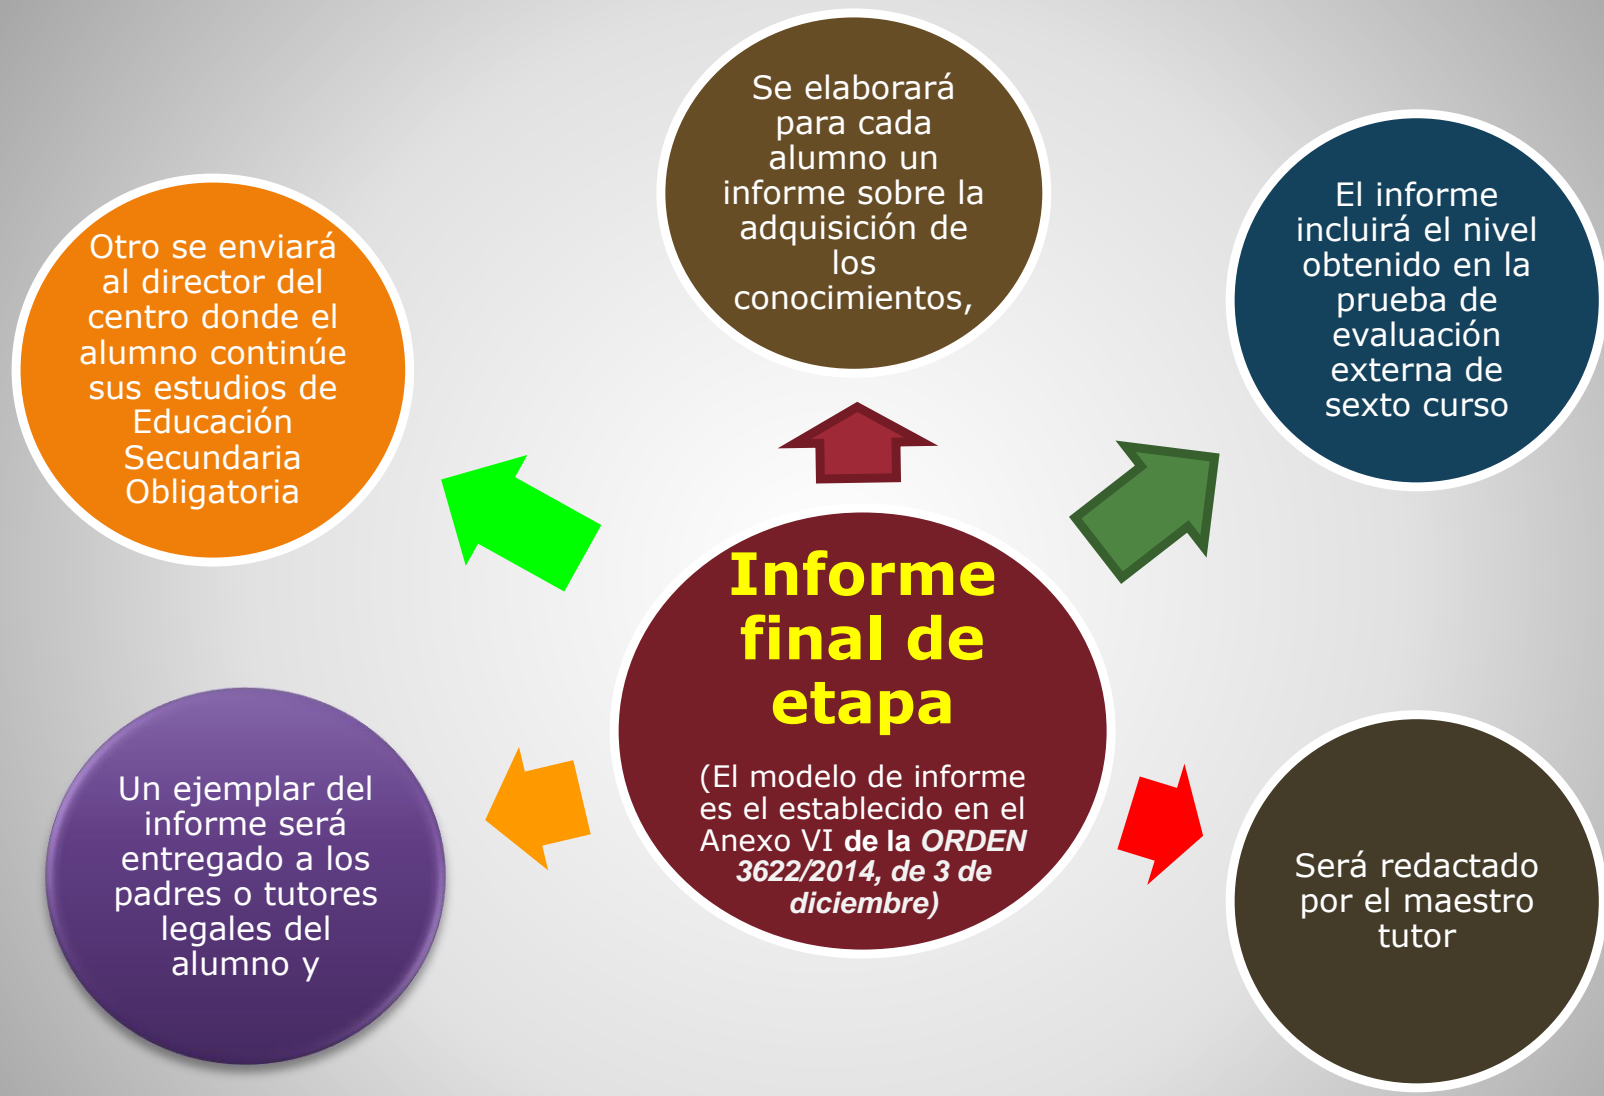 Se elaborará
para cada
alumno un
informe sobre la
adquisición de
los
conocimientos,
El informe
incluirá el nivel
obtenido en la
prueba de
evaluación
externa de
sexto curso
Será redactado
por el maestro
tutor
Un ejemplar del
informe será
entregado a los
padres o tutores
legales del
alumno y
Otro se enviará
al director del
centro donde el
alumno continúe
sus estudios de
Educación
Secundaria
Obligatoria
Informe
final de
etapa
(El modelo de informe
es el establecido en el
Anexo VI de la ORDEN
3622/2014, de 3 de
diciembre)